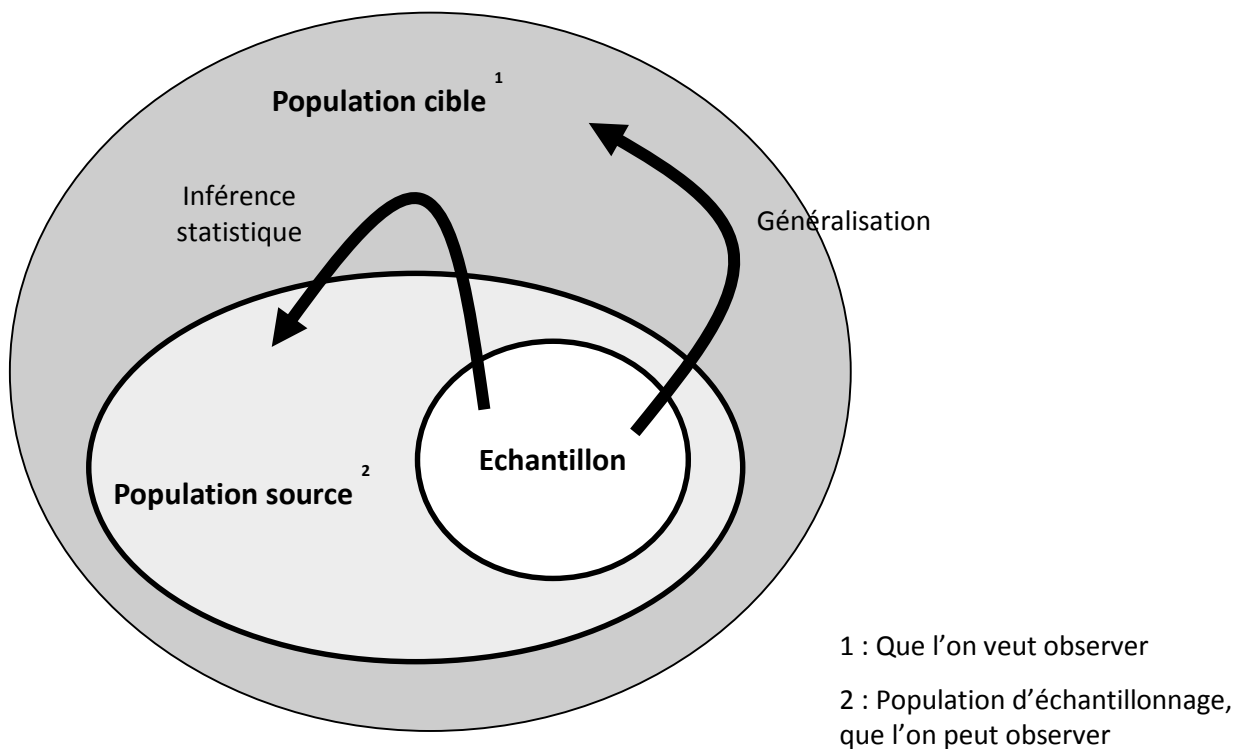 Population cible 1
Inférence
statistique
Généralisation
Echantillon
Population source 2
1 : Que l’on veut observer
2 : Population d’échantillonnage,
que l’on peut observer